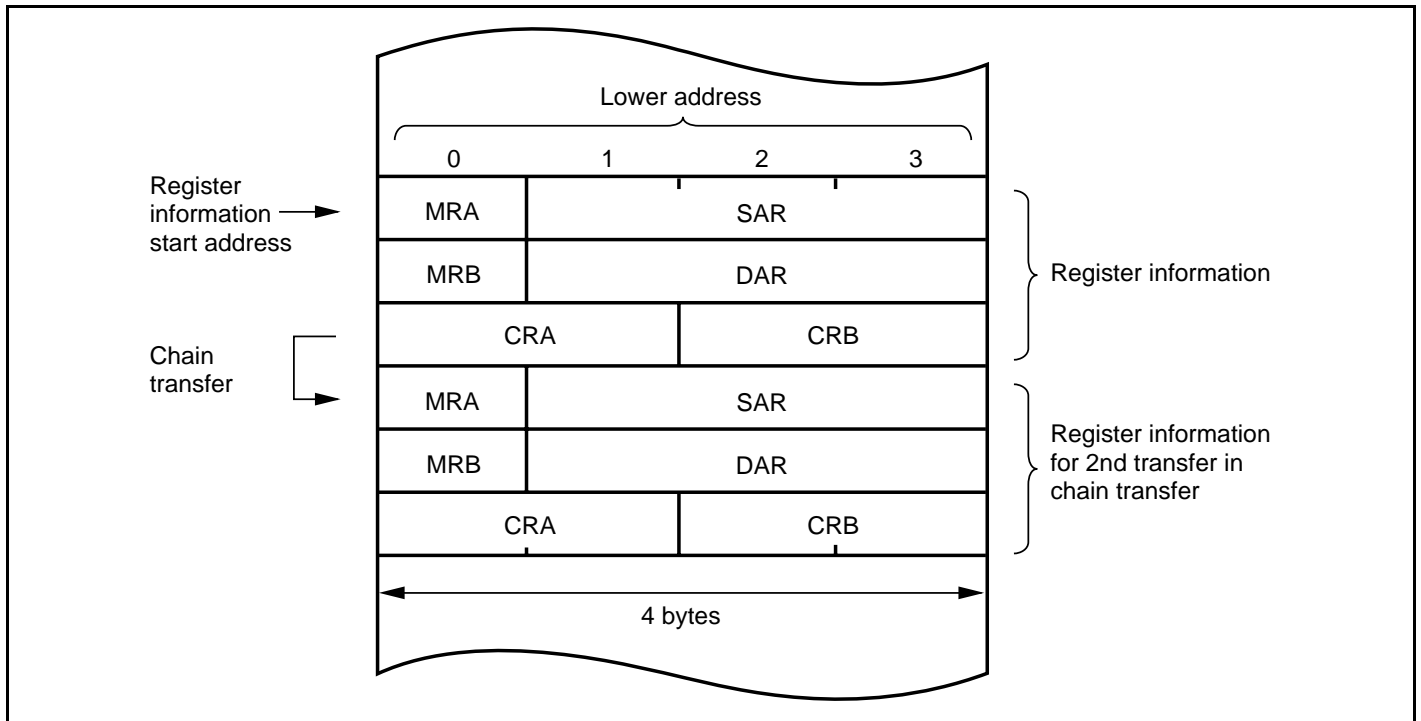 Lower address
0 1 2 3
Register
information
start address
MRA SAR
MRB DAR
CRA CRB
Register information
Chain
transfer
MRA SAR
MRB DAR
CRA CRB
Register information
for 2nd transfer in
chain transfer
4 bytes